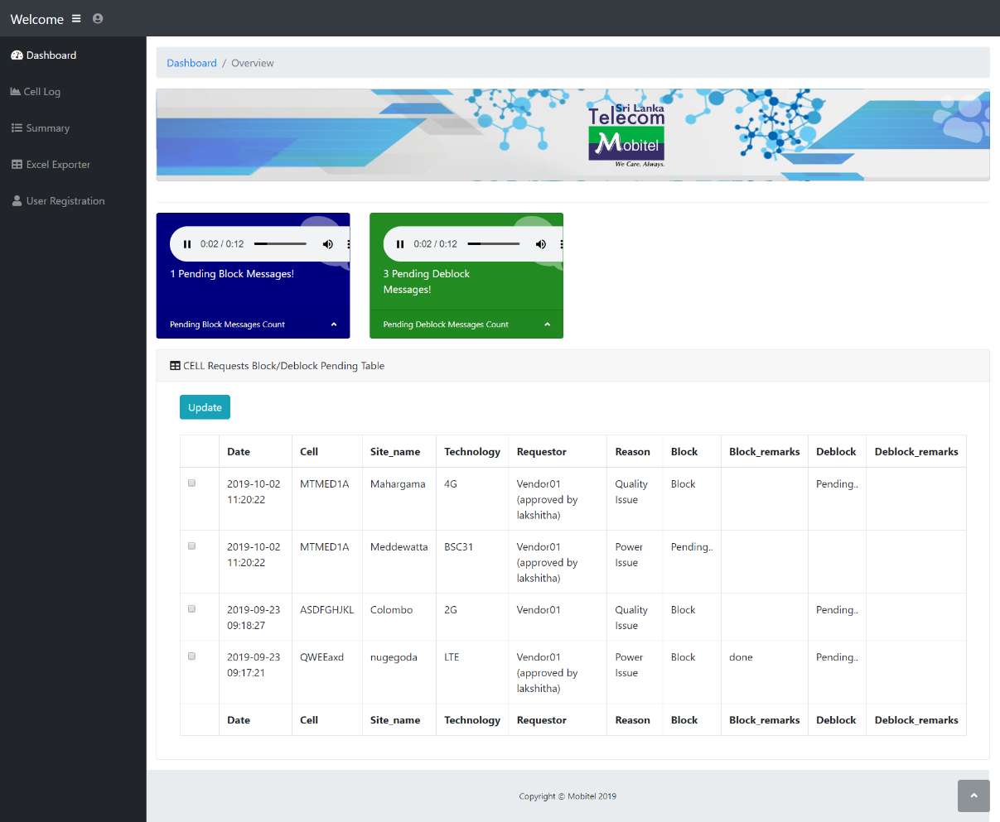 Welcome
Dashboard
Cell Log
Summary
Excel Exporter
User Registration
Dashboard / Overview
Sri Lanka
Telecom
Mobitel
We Care. Always.
0:02 / 0:12
1 Pending Block Messages!
Pending Block Messages Count
0:02 / 0:12
3 Pending Deblock
Messages!
Pending Deblock Messages Count
CELL Requests Block/Deblock Pending Table
Update
Date Cell Site_name Technology Requestor Reason Block Block_remarks Deblock Deblock_remarks
2019-10-02 MTMED1A Mahargama 4G Vendor01 Quality Block Pending..
11:20:22 (approved by Issue
lakshitha)
2019-10-02 MTMED1A Meddewatta BSC31 Vendor01 Power Pending..
11:20:22 (approved by Issue
lakshitha)
2019-09-23 ASDFGHJKL Colombo 2G Vendor01 Quality Block Pending..
09:18:27 Issue
2019-09-23 QWEEaxd nugegoda LTE Vendor01 Power Block done Pending..
09:17:21 (approved by Issue
lakshitha)
Date Cell Site_name Technology Requestor Reason Block Block_remarks Deblock Deblock_remarks
Copyright © Mobitel 2019